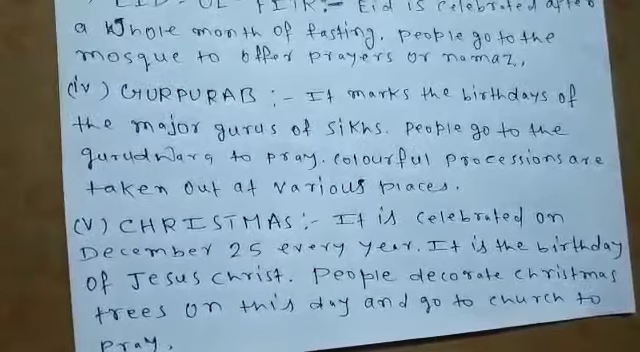 EID-UL-FITR:- Eid is celebrated after
a whole month of fasting. People go to the
mosque to offer prayers or namaz.
(iv) GURPURAB :- It marks the birthdays of
the major gurus of Sikhs. People go to the
gurudwara to pray. Colourful processions are
taken out at various places.
(V) CHRISTMAS :- It is celebrated on
December 25 every year. It is the birthday
of Jesus Christ. People decorate christmas
trees on this day and go to church to
pray.